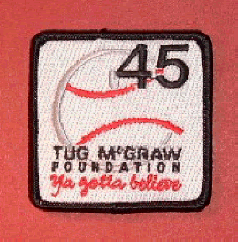 45
TUG McGRAW
FOUNDATION
Ya gotta believe